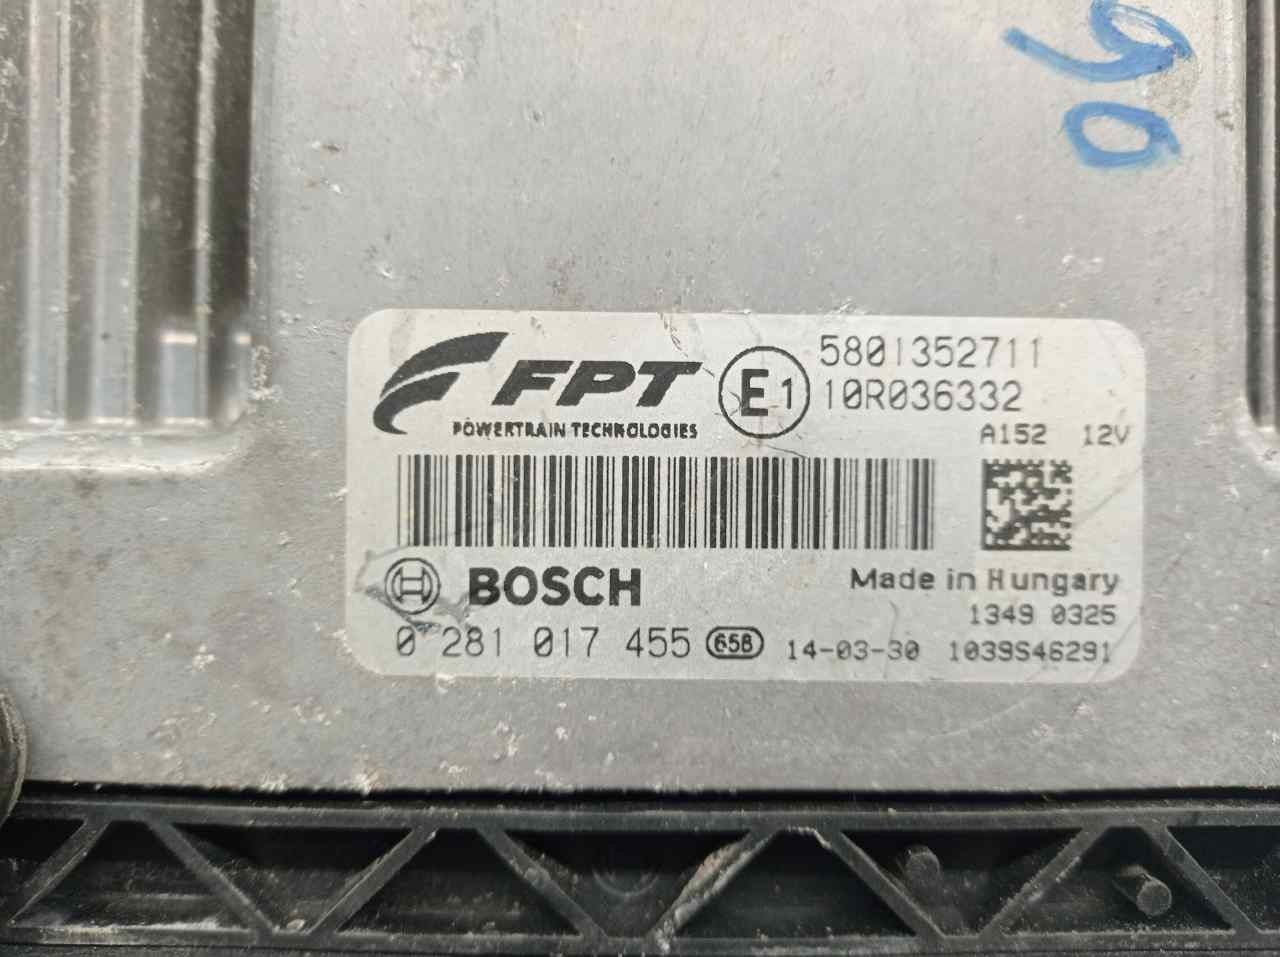 90
FPT
POWERTRAIN TECHNOLOGIES
E1
5801352711
10R036332
A152 12V
BOSCH
Made in Hungary
1349 0325
0 281 017 455 658 14-03-30 1039S46291